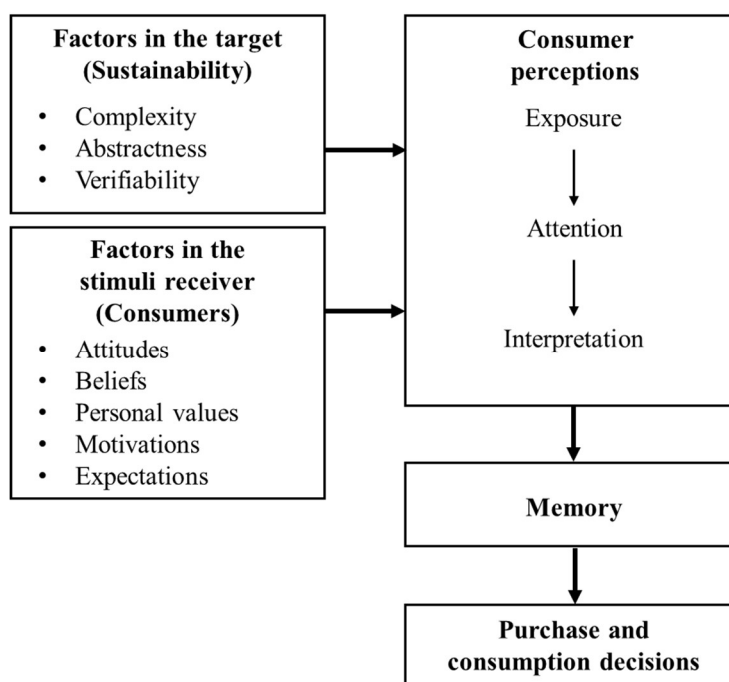 Factors in the target
(Sustainability)
• Complexity
• Abstractness
• Verifiability
Factors in the
stimuli receiver
(Consumers)
• Attitudes
• Beliefs
• Personal values
• Motivations
• Expectations
Consumer
perceptions
Exposure
Attention
Interpretation
Memory
Purchase and
consumption decisions